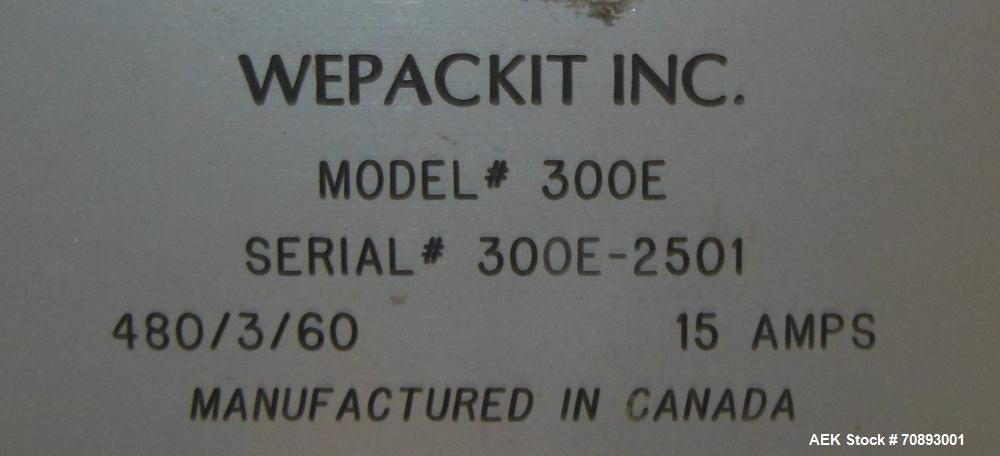 WEPACKIT INC.
MODEL# 300E
SERIAL# 300E-2501
480/3/60 15 AMPS
MANUFACTURED IN CANADA
AEK Stock # 70893001